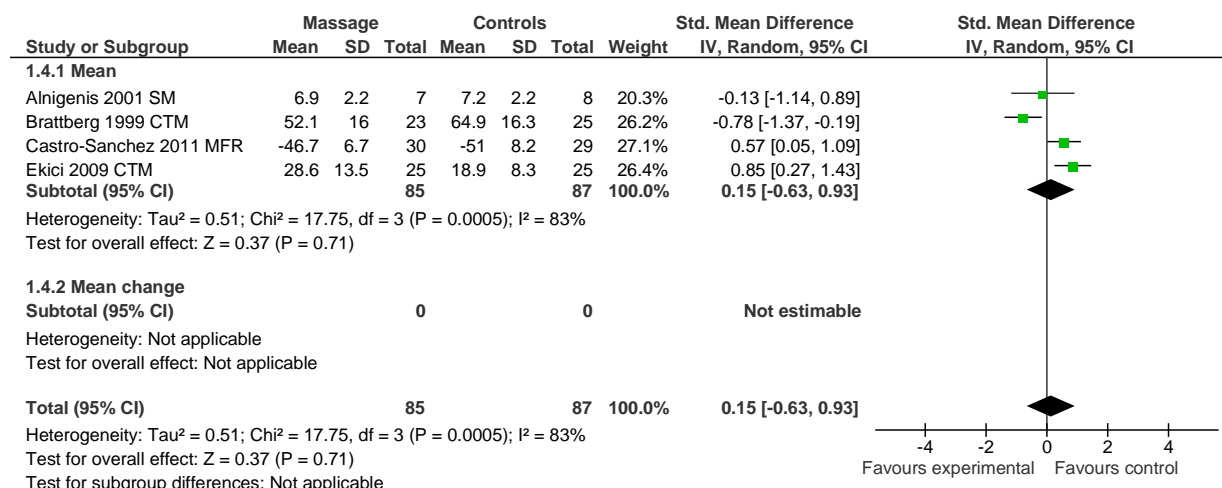 Massage Controls Std. Mean Difference Std. Mean Difference
Study or Subgroup Mean SD Total Mean SD Total Weight IV, Random, 95% CI IV, Random, 95% CI
1.4.1 Mean
Alnigenis 2001 SM 6.9 2.2 7 7.2 2.2 8 20.3% -0.13 [-1.14, 0.89]
Brattberg 1999 CTM 52.1 16 23 64.9 16.3 25 26.2% -0.78 [-1.37, -0.19]
Castro-Sanchez 2011 MFR -46.7 6.7 30 -51 8.2 29 27.1% 0.57 [0.05, 1.09]
Ekici 2009 CTM 28.6 13.5 25 18.9 8.3 25 26.4% 0.85 [0.27, 1.43]
Subtotal (95% CI) 85 87 100.0% 0.15 [-0.63, 0.93]
Heterogeneity: Tau² = 0.51; Chi² = 17.75, df = 3 (P = 0.0005); I² = 83%
Test for overall effect: Z = 0.37 (P = 0.71)
1.4.2 Mean change
Subtotal (95% CI) 0 0 Not estimable
Heterogeneity: Not applicable
Test for overall effect: Not applicable
Total (95% CI) 85 87 100.0% 0.15 [-0.63, 0.93]
Heterogeneity: Tau² = 0.51; Chi² = 17.75, df = 3 (P = 0.0005); I² = 83%
Test for overall effect: Z = 0.37 (P = 0.71)
Test for subgroup differences: Not applicable
-4 -2 0 2 4
Favours experimental Favours control